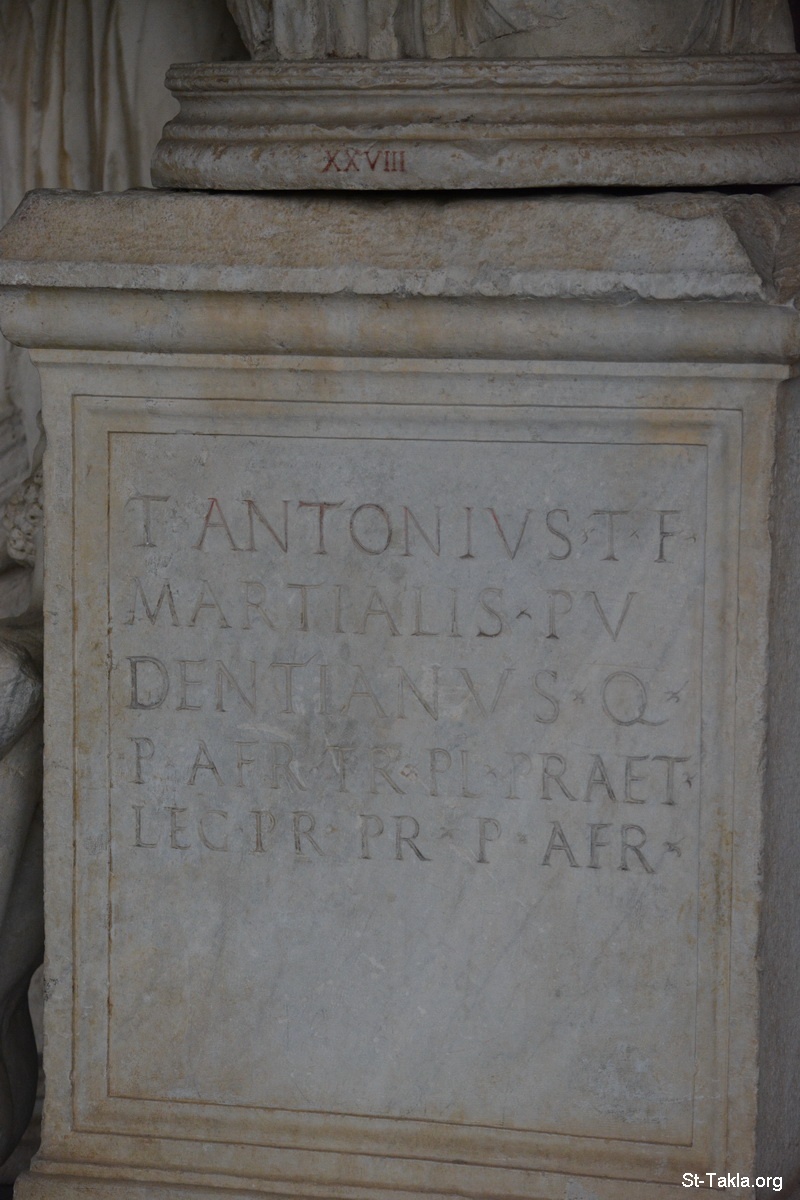 XXVIII
T · ANTONIVS · T · F ·
MARTIALIS · PV
DENTIANVS · Q ·
P · AFR · TR · PL · PRAET ·
LEG · PR · PR · P · AFR ·
St-Takla.org